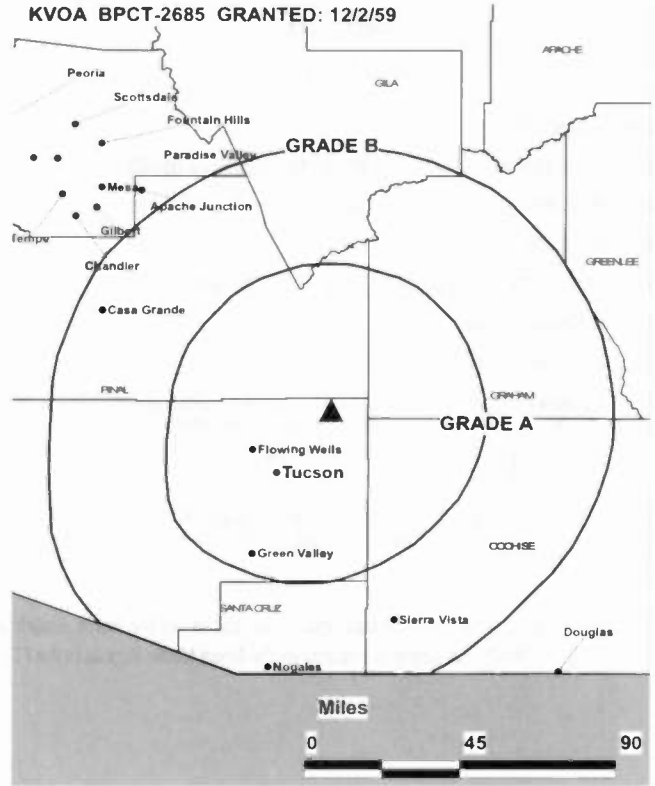 KVOA BPCT-2685 GRANTED: 12/2/59
APACHE
Peoria
GILA
Scottsdale
Fountain Hills
GRADE B
Paradise Valley
Mesa
Apache Junction
Gilbert
Tempe
Chandler
GREENLEE
Casa Grande
PINAL
GRAHAM
GRADE A
Flowing Wells
Tucson
COCHISE
Green Valley
SANTA CRUZ
Sierra Vista
Douglas
Nogales
Miles
0 45 90